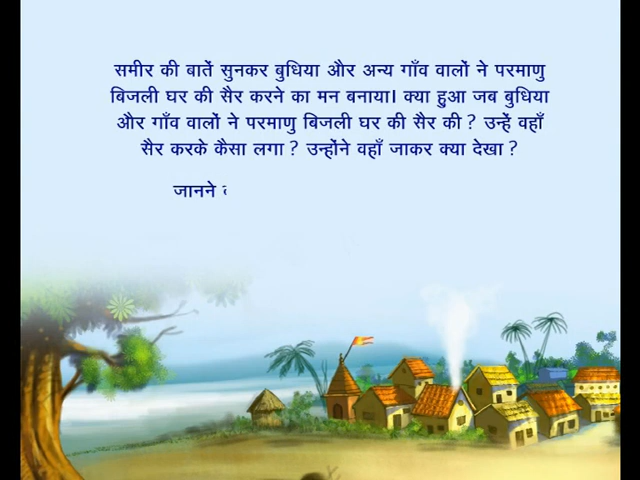 समीर की बातें सुनकर बुधिया और अन्य गाँव वालों ने परमाणु
बिजली घर की सैर करने का मन बनाया। क्या हुआ जब बुधिया
और गाँव वालों ने परमाणु बिजली घर की सैर की ? उन्हें वहाँ
सैर करके कैसा लगा ? उन्होंने वहाँ जाकर क्या देखा ?
जानने